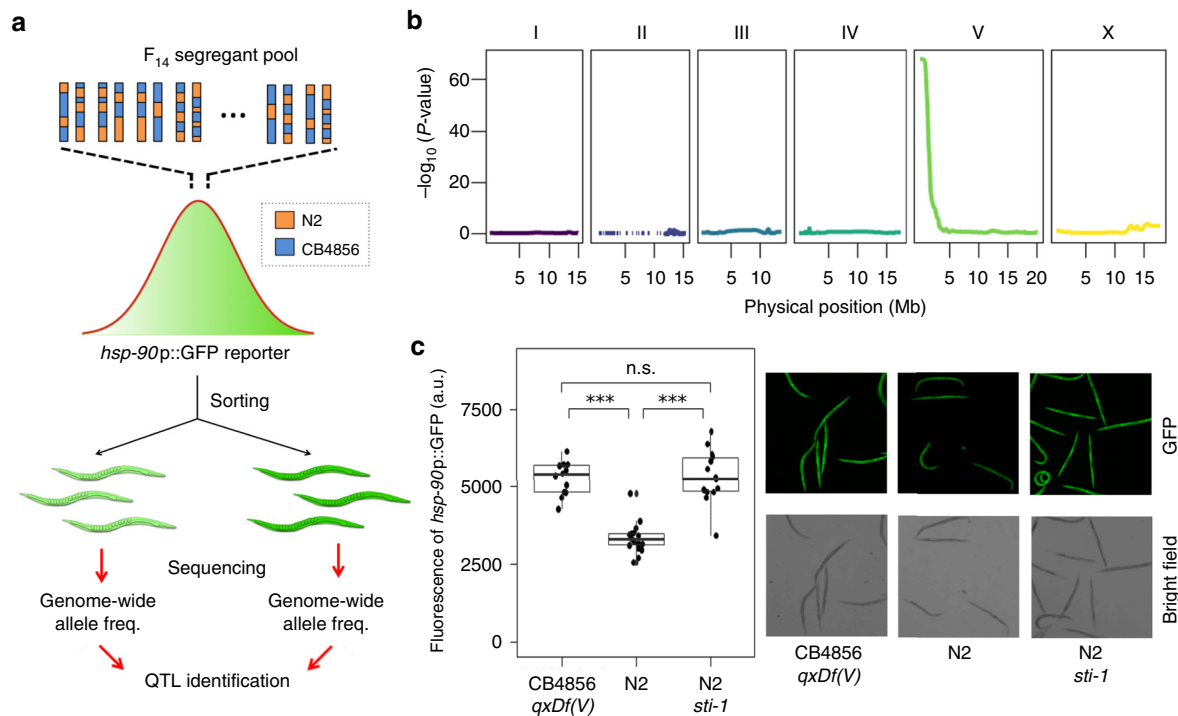 a
F14 segregant pool
...
N2
CB4856
hsp-90p::GFP reporter
Sorting
Sequencing
Genome-wide
allele freq.
Genome-wide
allele freq.
QTL identification
b
I II III IV V X
–log10 (P-value)
60
40
20
0
5 10 15 5 10 15 5 10 5 10 15 5 10 15 20 5 10 15
Physical position (Mb)
c
Fluorescence of hsp-90p::GFP (a.u.)
7500
5000
2500
0
n.s.
*** ***
CB4856
qxDf(V)
N2
N2
sti-1
GFP
Bright field
CB4856
qxDf(V)
N2
N2
sti-1